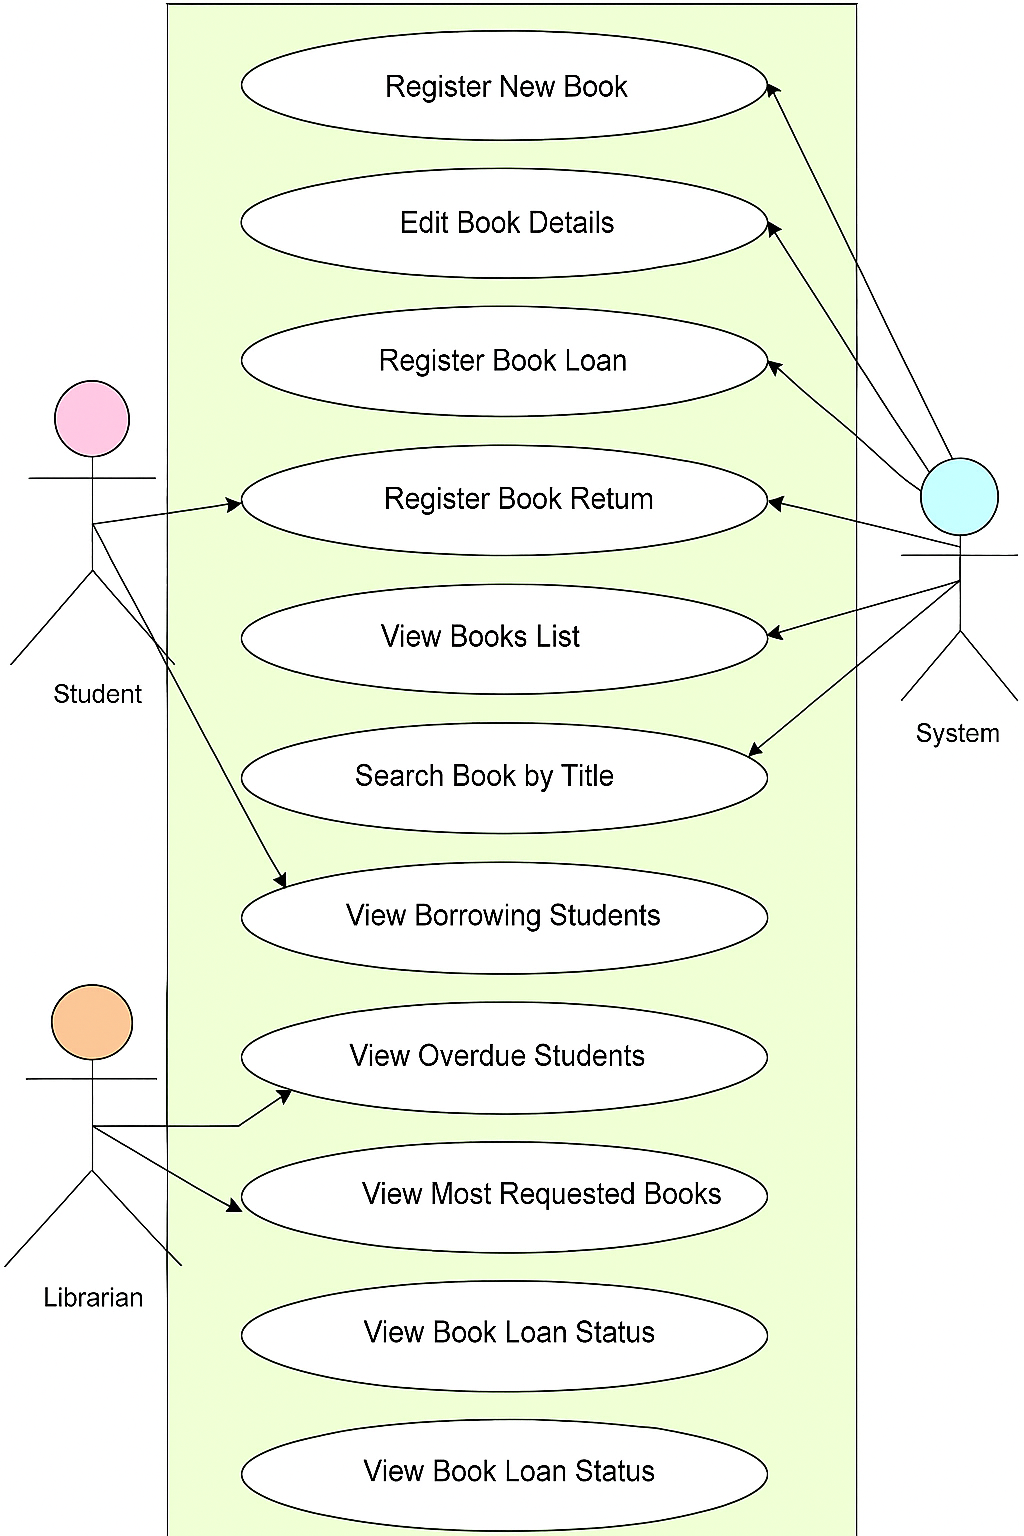 Register New Book
Edit Book Details
Register Book Loan
Register Book Retum
View Books List
Student
System
Search Book by Title
View Borrowing Students
View Overdue Students
View Most Requested Books
Librarian
View Book Loan Status
View Book Loan Status